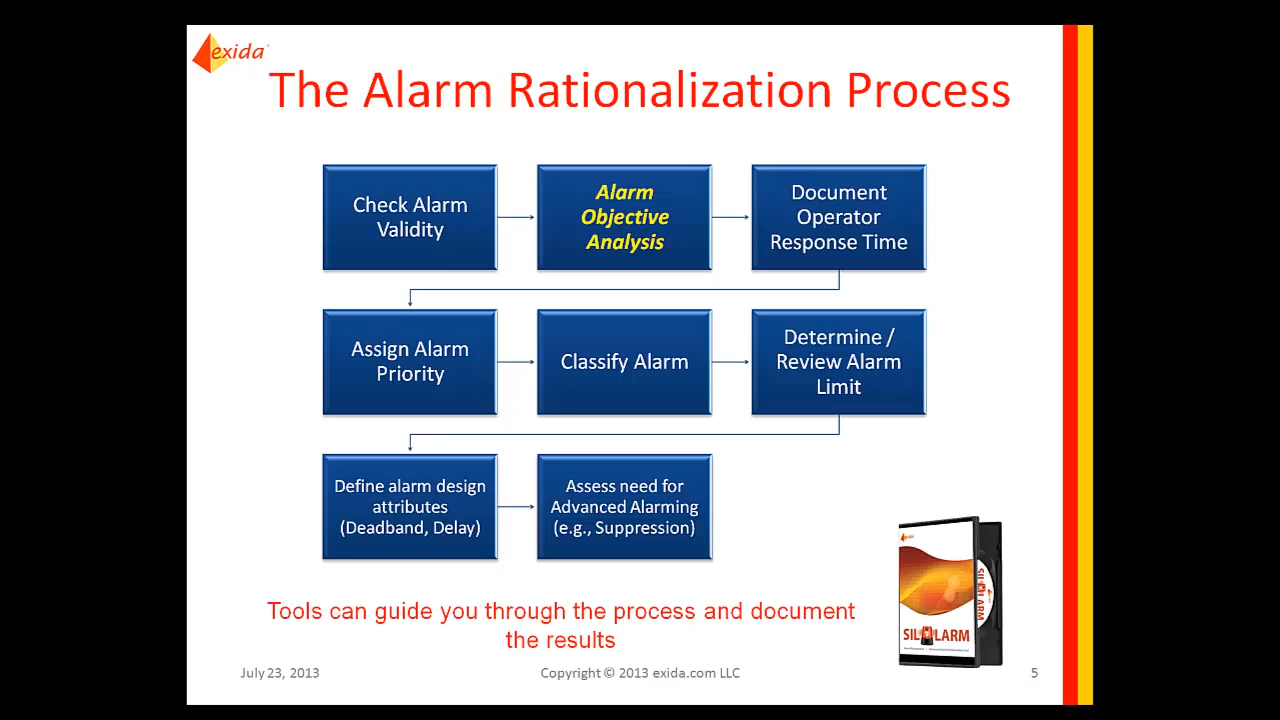 exida
The Alarm Rationalization Process
Check Alarm
Validity
Alarm
Objective
Analysis
Document
Operator
Response Time
Assign Alarm
Priority
Classify Alarm
Determine /
Review Alarm
Limit
Define alarm design
attributes
(Deadband, Delay)
Assess need for
Advanced Alarming
(e.g., Suppression)
Tools can guide you through the process and document
the results
SILALARM
July 23, 2013
Copyright © 2013 exida.com LLC
5